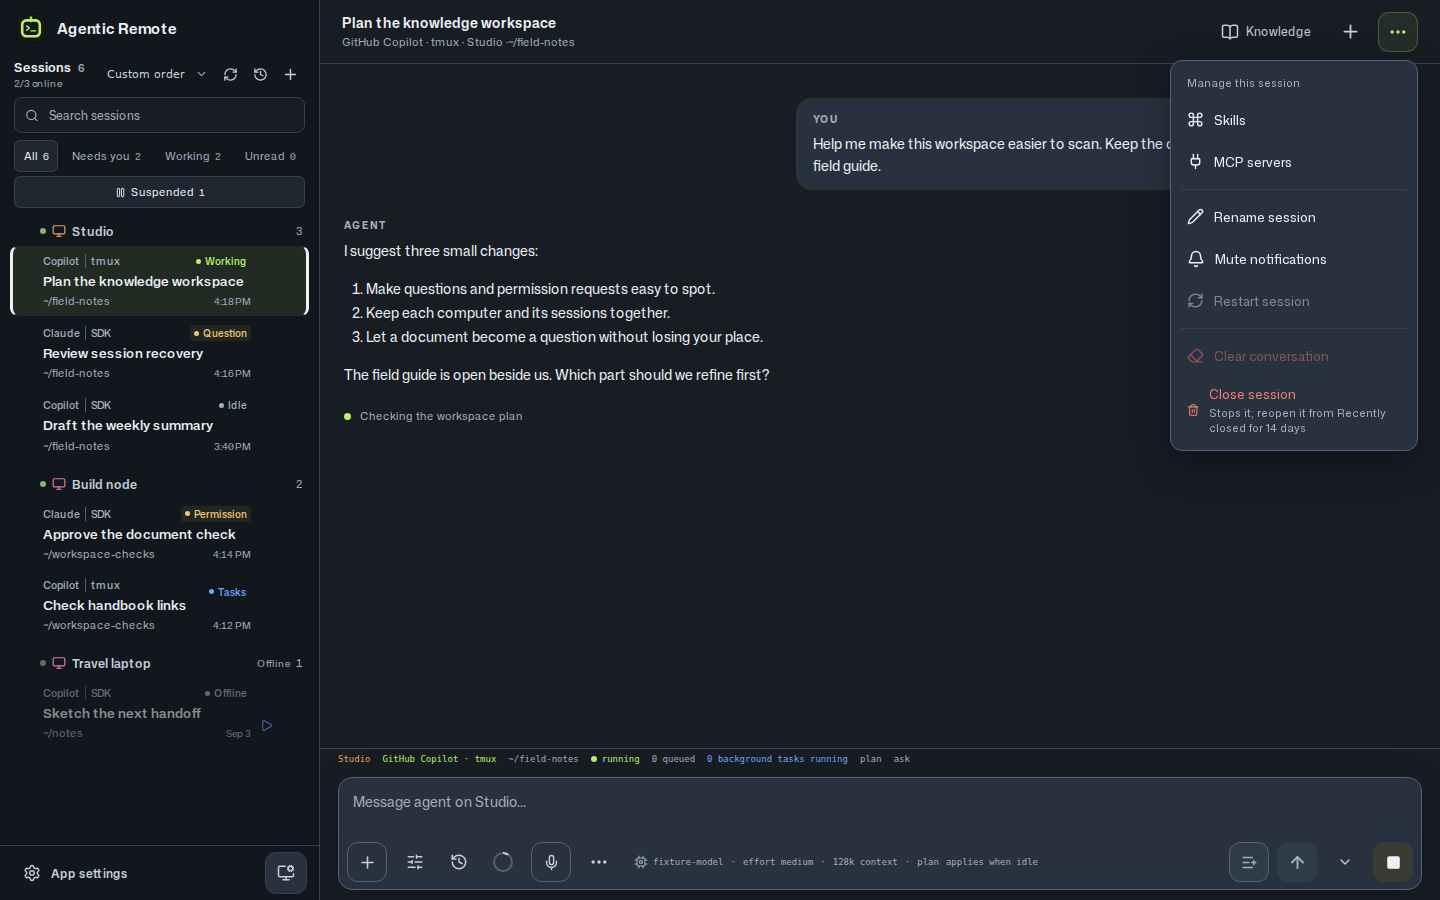 Agentic Remote
Sessions 6
2/3 online
Custom order
Search sessions
All 6
Needs you 2
Working 2
Unread 0
Suspended 1
Studio 3
Copilot | tmux
Working
Plan the knowledge workspace
~/field-notes
4:18 PM
Claude | SDK
Question
Review session recovery
~/field-notes
4:16 PM
Copilot | SDK
Idle
Draft the weekly summary
~/field-notes
3:40 PM
Build node 2
Claude | SDK
Permission
Approve the document check
~/workspace-checks
4:14 PM
Copilot | tmux
Tasks
Check handbook links
~/workspace-checks
4:12 PM
Travel laptop
Offline 1
Copilot | SDK
Offline
Sketch the next handoff
~/notes
Sep 3
App settings
Plan the knowledge workspace
GitHub Copilot · tmux · Studio · ~/field-notes
Knowledge
YOU
Help me make this workspace easier to scan. Keep the
field guide.
AGENT
I suggest three small changes:
1. Make questions and permission requests easy to spot.
2. Keep each computer and its sessions together.
3. Let a document become a question without losing your place.
The field guide is open beside us. Which part should we refine first?
Checking the workspace plan
Manage this session
Skills
MCP servers
Rename session
Mute notifications
Restart session
Clear conversation
Close session
Stops it; reopen it from Recently
closed for 14 days
Studio GitHub Copilot · tmux ~/field-notes running 0 queued 0 background tasks running plan ask
Message agent on Studio...
fixture-model · effort medium · 128k context · plan applies when idle